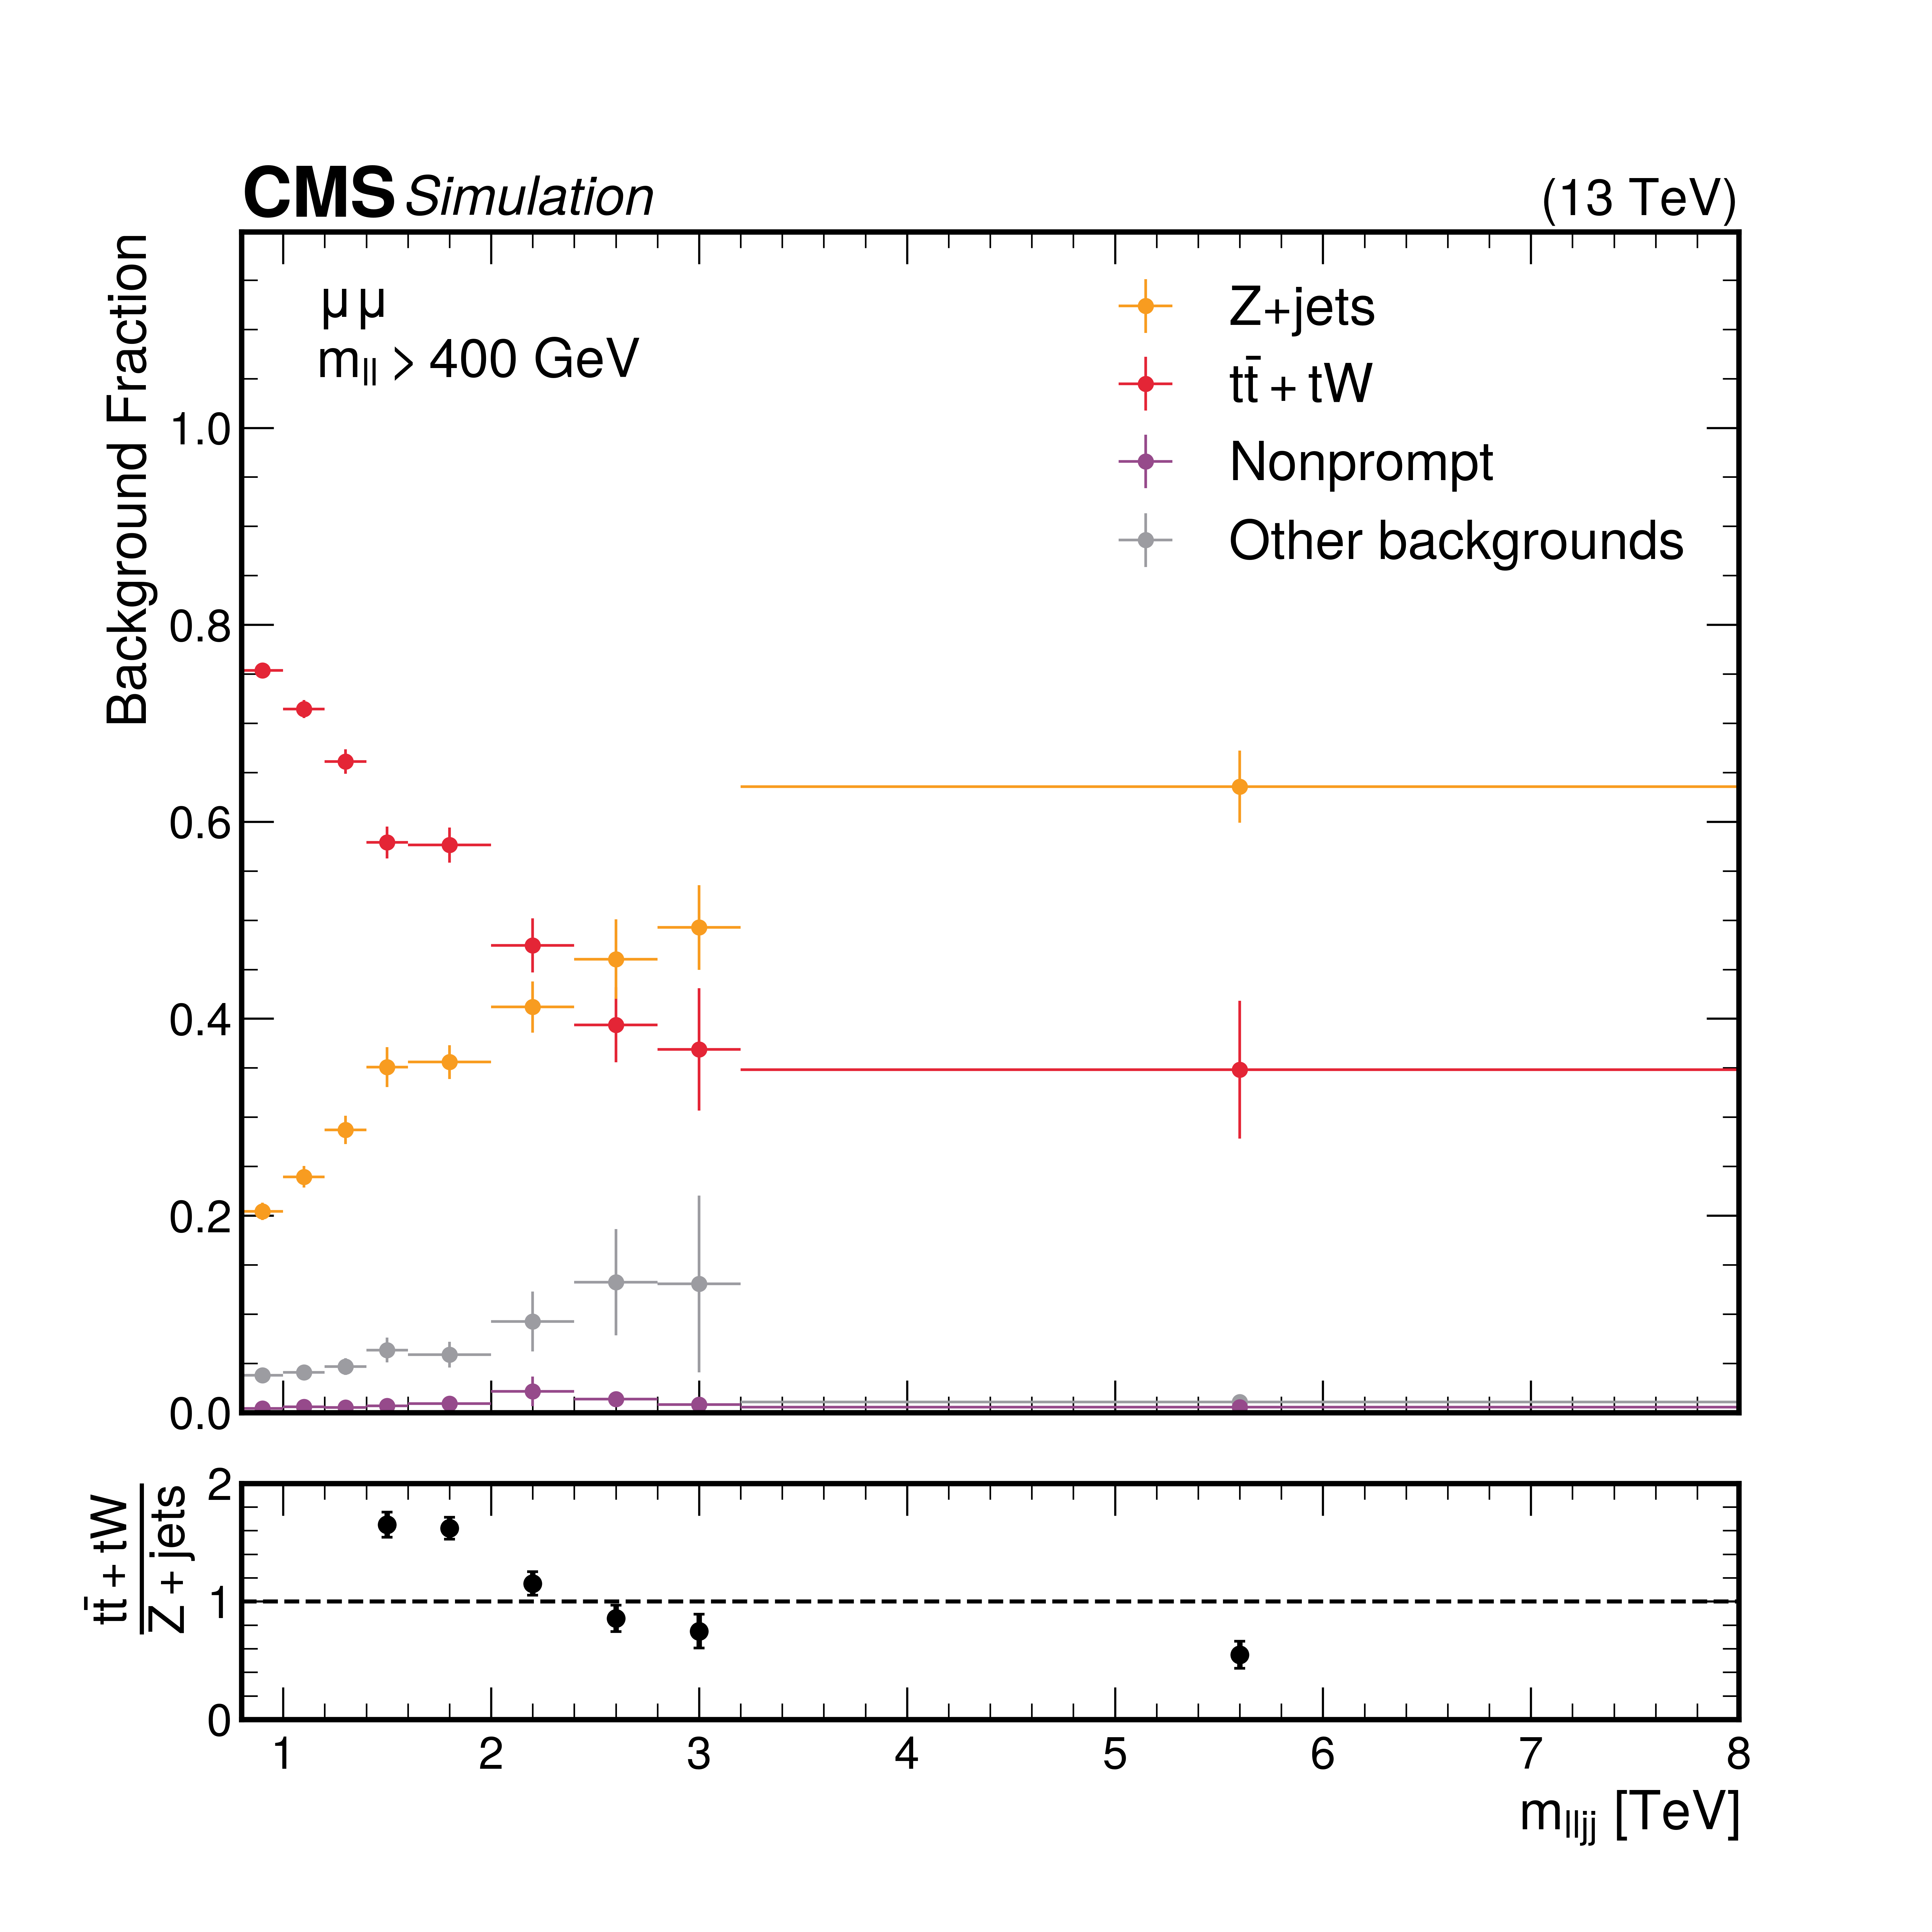 CMS Simulation (13 TeV)
Background Fraction
μμ
m_ll > 400 GeV
Z+jets
tt̄ + tW
Nonprompt
Other backgrounds
1.0
0.8
0.6
0.4
0.2
0.0
tt̄ + tW
Z + jets
2
1
0
1 2 3 4 5 6 7 8
m_lljj [TeV]